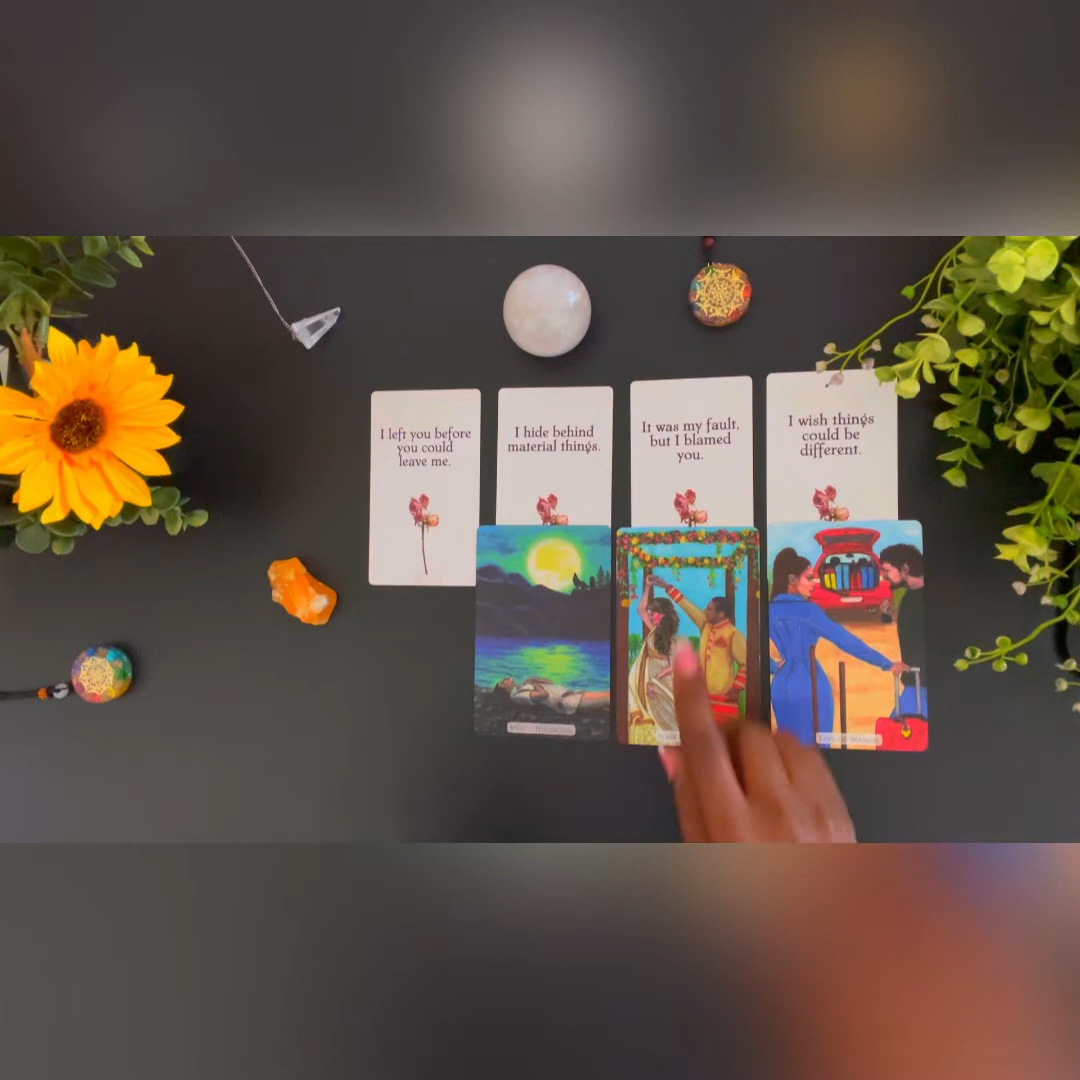 I left you before
you could
leave me.
I hide behind
material things.
It was my fault,
but I blamed
you.
I wish things
could be
different.